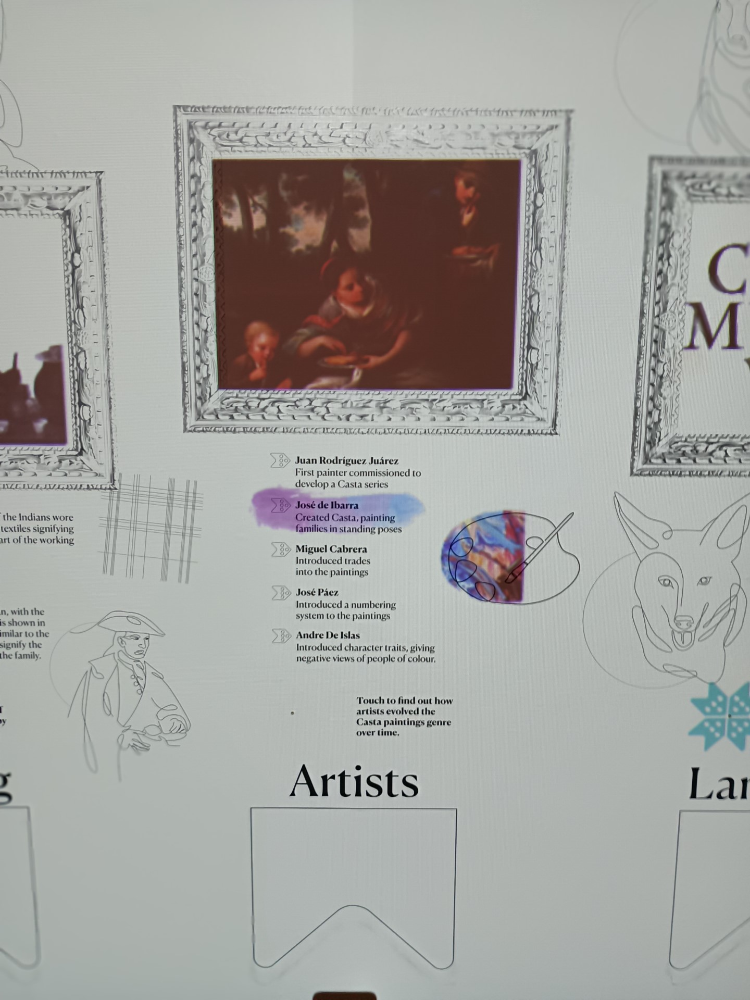 C
M
Juan Rodríguez Juárez
First painter commissioned to
develop a Casta series
José de Ibarra
Created Casta, painting
families in standing poses
Miguel Cabrera
Introduced trades
into the paintings
José Páez
Introduced a numbering
system to the paintings
Andre De Islas
Introduced character traits, giving
negative views of people of colour.
Touch to find out how
artists evolved the
Casta paintings genre
over time.
Artists
the Indians wore
textiles signifying
art of the working
n, with the
is shown in
imilar to the
signify the
the family.
g
Lar